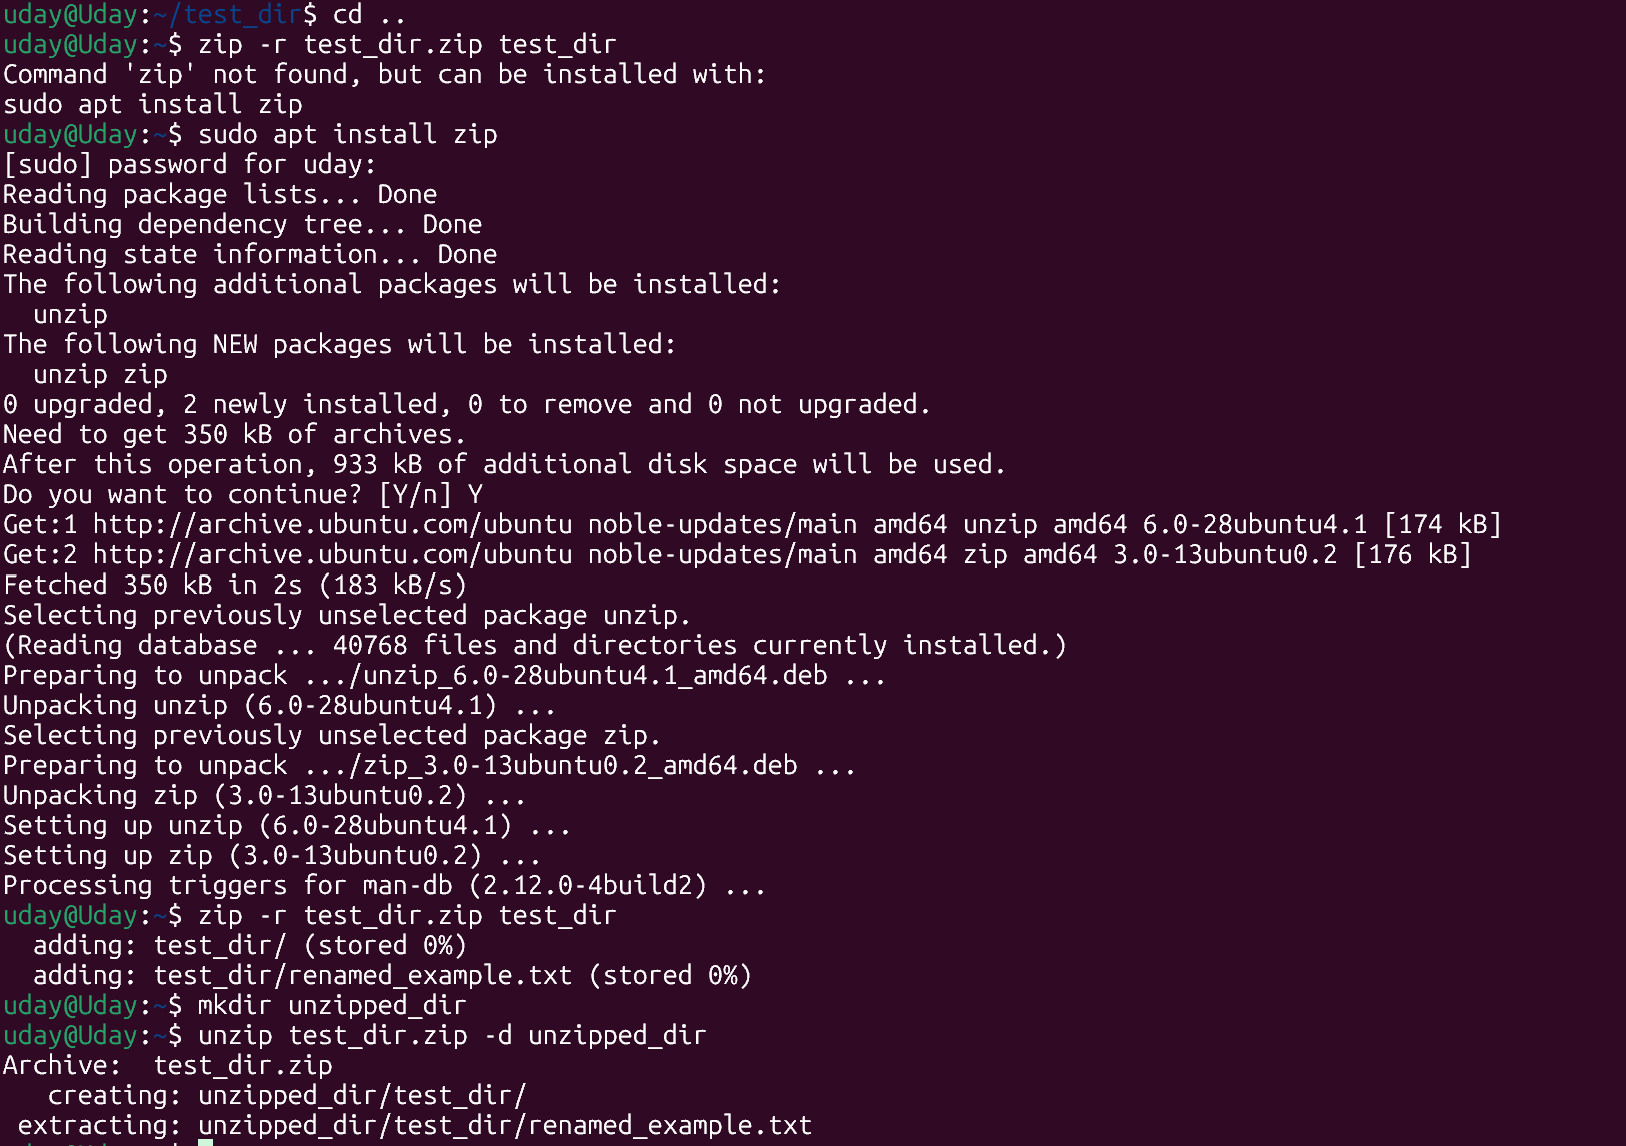 uday@Uday:~/test_dir$ cd ..
uday@Uday:~$ zip -r test_dir.zip test_dir
Command 'zip' not found, but can be installed with:
sudo apt install zip
uday@Uday:~$ sudo apt install zip
[sudo] password for uday:
Reading package lists... Done
Building dependency tree... Done
Reading state information... Done
The following additional packages will be installed:
  unzip
The following NEW packages will be installed:
  unzip zip
0 upgraded, 2 newly installed, 0 to remove and 0 not upgraded.
Need to get 350 kB of archives.
After this operation, 933 kB of additional disk space will be used.
Do you want to continue? [Y/n] Y
Get:1 http://archive.ubuntu.com/ubuntu noble-updates/main amd64 unzip amd64 6.0-28ubuntu4.1 [174 kB]
Get:2 http://archive.ubuntu.com/ubuntu noble-updates/main amd64 zip amd64 3.0-13ubuntu0.2 [176 kB]
Fetched 350 kB in 2s (183 kB/s)
Selecting previously unselected package unzip.
(Reading database ... 40768 files and directories currently installed.)
Preparing to unpack .../unzip_6.0-28ubuntu4.1_amd64.deb ...
Unpacking unzip (6.0-28ubuntu4.1) ...
Selecting previously unselected package zip.
Preparing to unpack .../zip_3.0-13ubuntu0.2_amd64.deb ...
Unpacking zip (3.0-13ubuntu0.2) ...
Setting up unzip (6.0-28ubuntu4.1) ...
Setting up zip (3.0-13ubuntu0.2) ...
Processing triggers for man-db (2.12.0-4build2) ...
uday@Uday:~$ zip -r test_dir.zip test_dir
  adding: test_dir/ (stored 0%)
  adding: test_dir/renamed_example.txt (stored 0%)
uday@Uday:~$ mkdir unzipped_dir
uday@Uday:~$ unzip test_dir.zip -d unzipped_dir
Archive:  test_dir.zip
   creating: unzipped_dir/test_dir/
 extracting: unzipped_dir/test_dir/renamed_example.txt